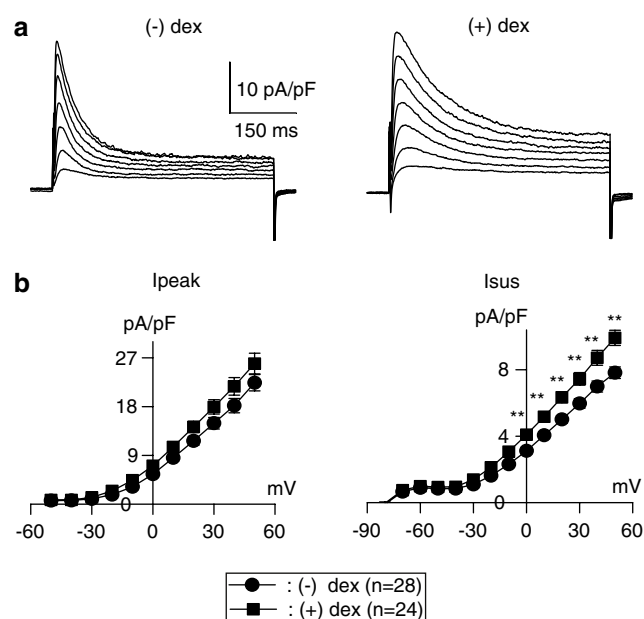 a
(-) dex
(+) dex
10 pA/pF
150 ms
b
Ipeak
pA/pF
27
18
9
0
mV
-60 -30 0 30 60
Isus
pA/pF
8
4
0
mV
** ** ** ** ** **
-90 -60 -30 0 30 60
: (-) dex (n=28)
: (+) dex (n=24)